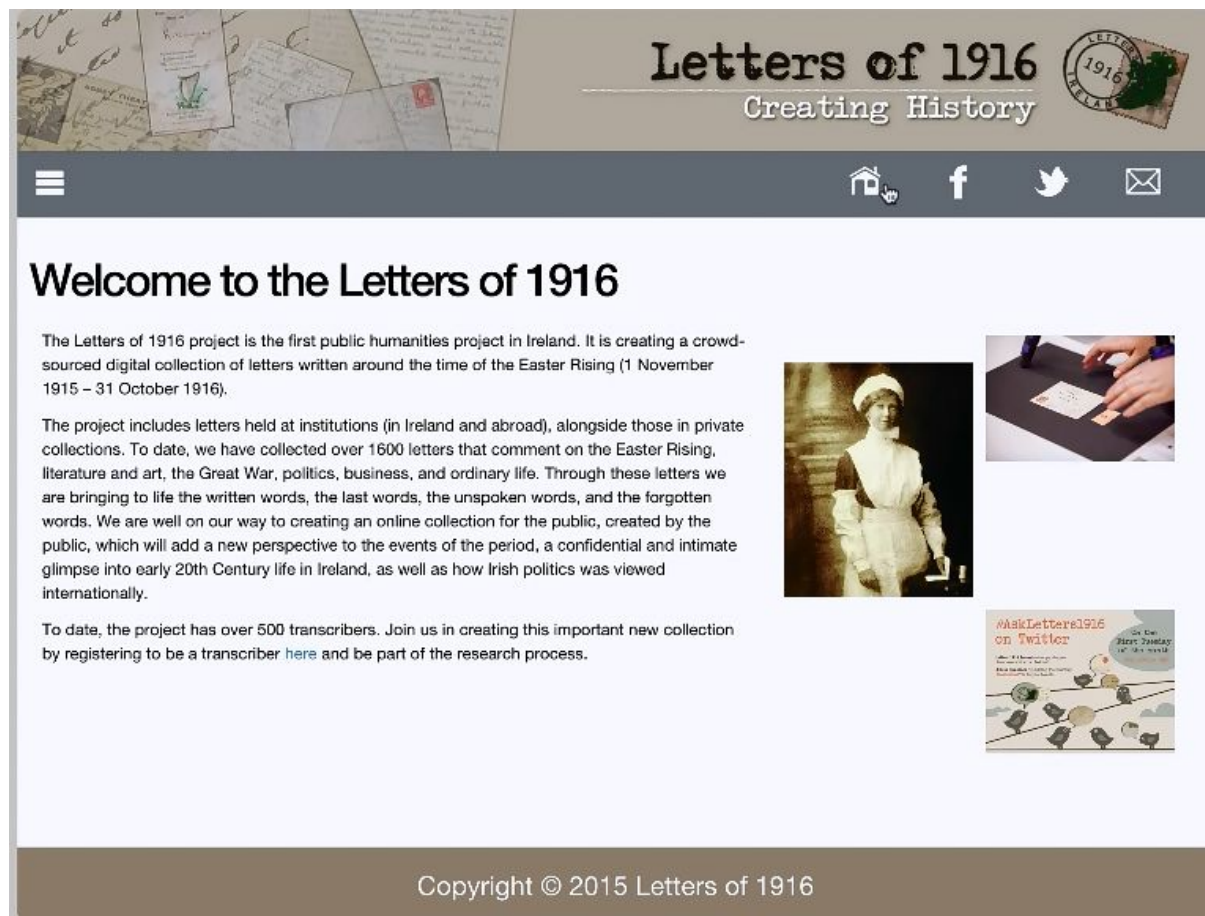 Letters of 1916
Creating History
LETTERS
1916
IRELAND
Welcome to the Letters of 1916
The Letters of 1916 project is the first public humanities project in Ireland. It is creating a crowd-
sourced digital collection of letters written around the time of the Easter Rising (1 November
1915 – 31 October 1916).
The project includes letters held at institutions (in Ireland and abroad), alongside those in private
collections. To date, we have collected over 1600 letters that comment on the Easter Rising,
literature and art, the Great War, politics, business, and ordinary life. Through these letters we
are bringing to life the written words, the last words, the unspoken words, and the forgotten
words. We are well on our way to creating an online collection for the public, created by the
public, which will add a new perspective to the events of the period, a confidential and intimate
glimpse into early 20th Century life in Ireland, as well as how Irish politics was viewed
internationally.
To date, the project has over 500 transcribers. Join us in creating this important new collection
by registering to be a transcriber here and be part of the research process.
#AskLetters1916
on Twitter
On the
First Tuesday
of the month
Copyright © 2015 Letters of 1916